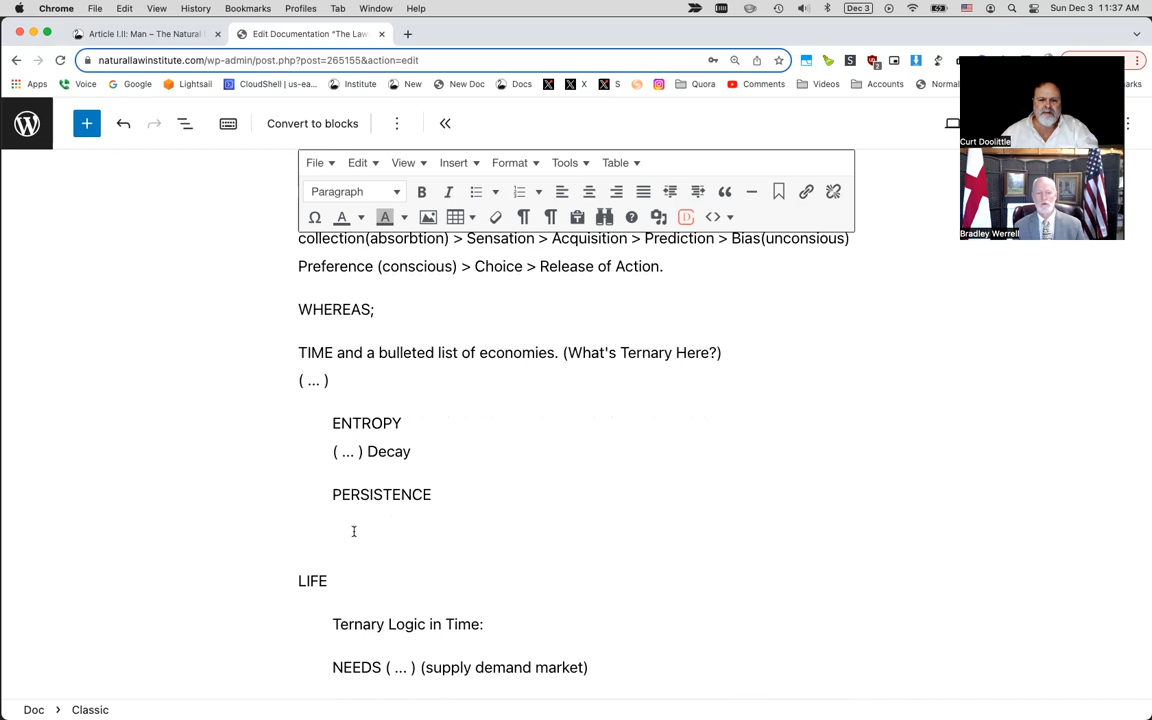 Chrome File Edit View History Bookmarks Profiles Tab Window Help Dec 3 Sun Dec 3 11:37 AM
Article I.II: Man – The Natural Edit Documentation “The Law
naturallawinstitute.com/wp-admin/post.php?post=265155&action=edit
Apps Voice Google Lightsail CloudShell | us-ea... Institute New New Doc Docs X S Quora Comments Videos Accounts Normal
Convert to blocks
Curt Doolittle
Bradley Werrell
File Edit View Insert Format Tools Table
Paragraph
collection(absorbtion) > Sensation > Acquisition > Prediction > Bias(unconsious)
Preference (conscious) > Choice > Release of Action.
WHEREAS;
TIME and a bulleted list of economies. (What's Ternary Here?)
( ... )
ENTROPY
( ... ) Decay
PERSISTENCE
LIFE
Ternary Logic in Time:
NEEDS ( ... ) (supply demand market)
Doc > Classic